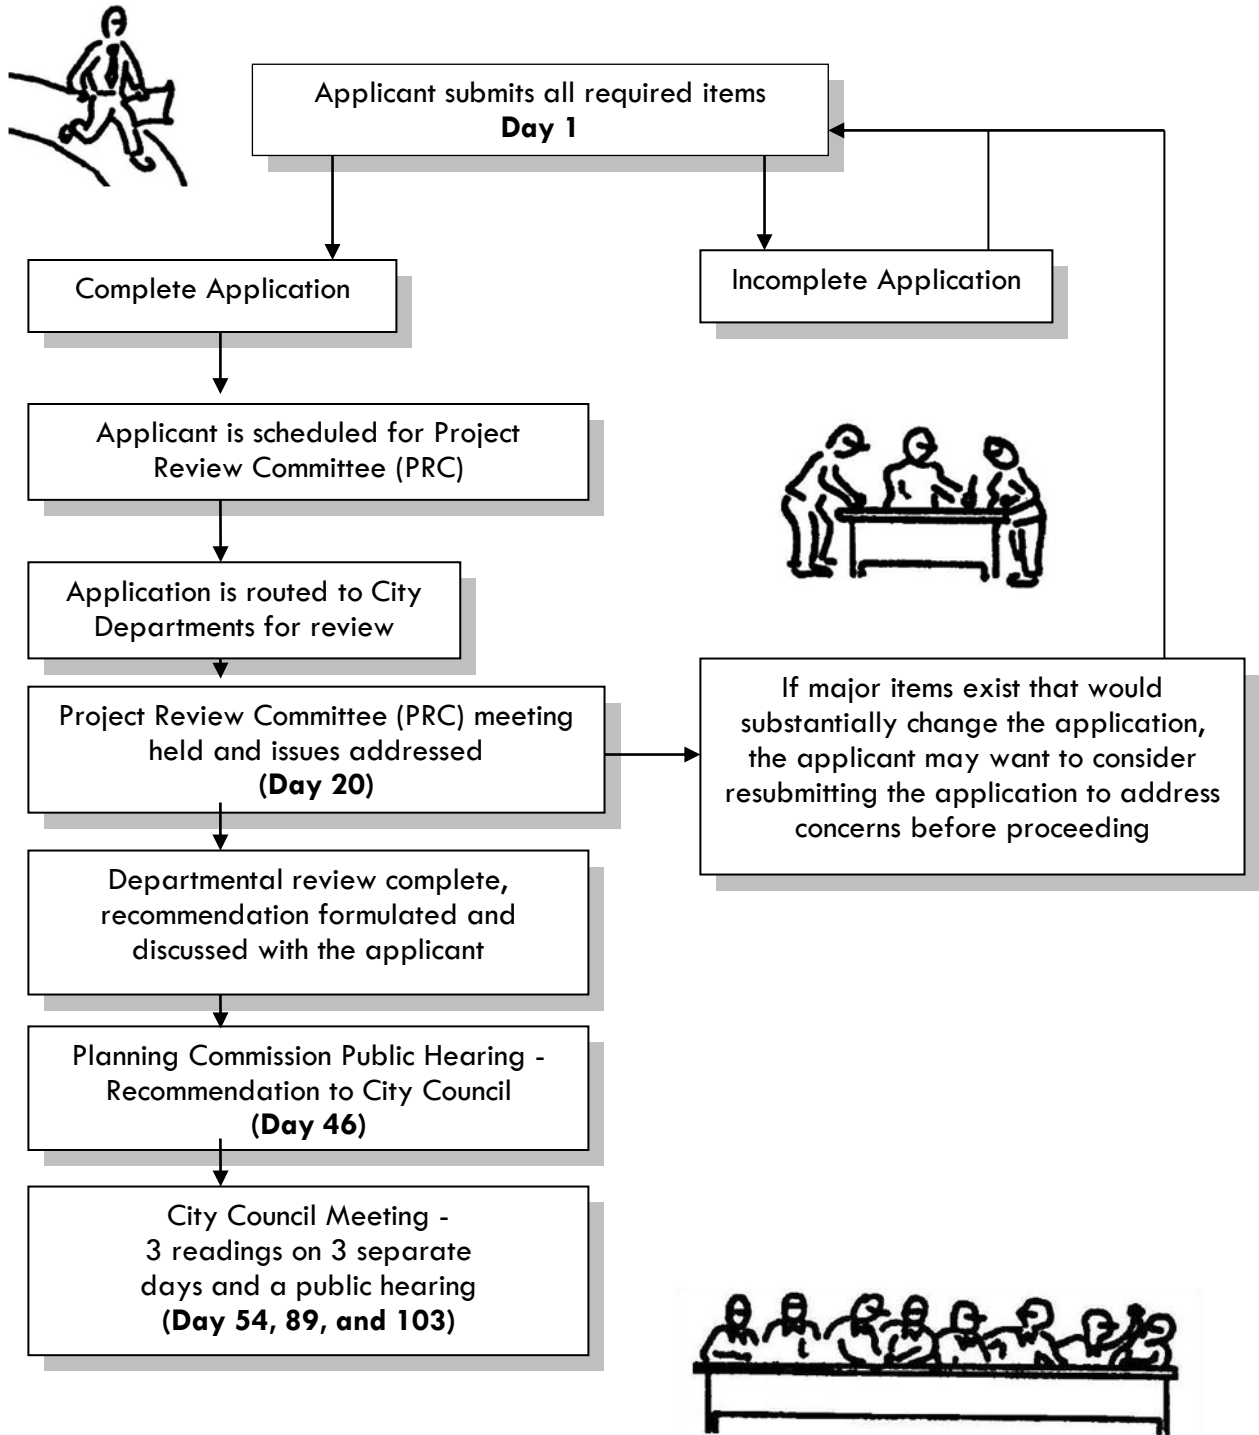 Applicant submits all required items
Day 1
Complete Application
Incomplete Application
Applicant is scheduled for Project
Review Committee (PRC)
Application is routed to City
Departments for review
Project Review Committee (PRC) meeting
held and issues addressed
(Day 20)
If major items exist that would
substantially change the application,
the applicant may want to consider
resubmitting the application to address
concerns before proceeding
Departmental review complete,
recommendation formulated and
discussed with the applicant
Planning Commission Public Hearing -
Recommendation to City Council
(Day 46)
City Council Meeting -
3 readings on 3 separate
days and a public hearing
(Day 54, 89, and 103)